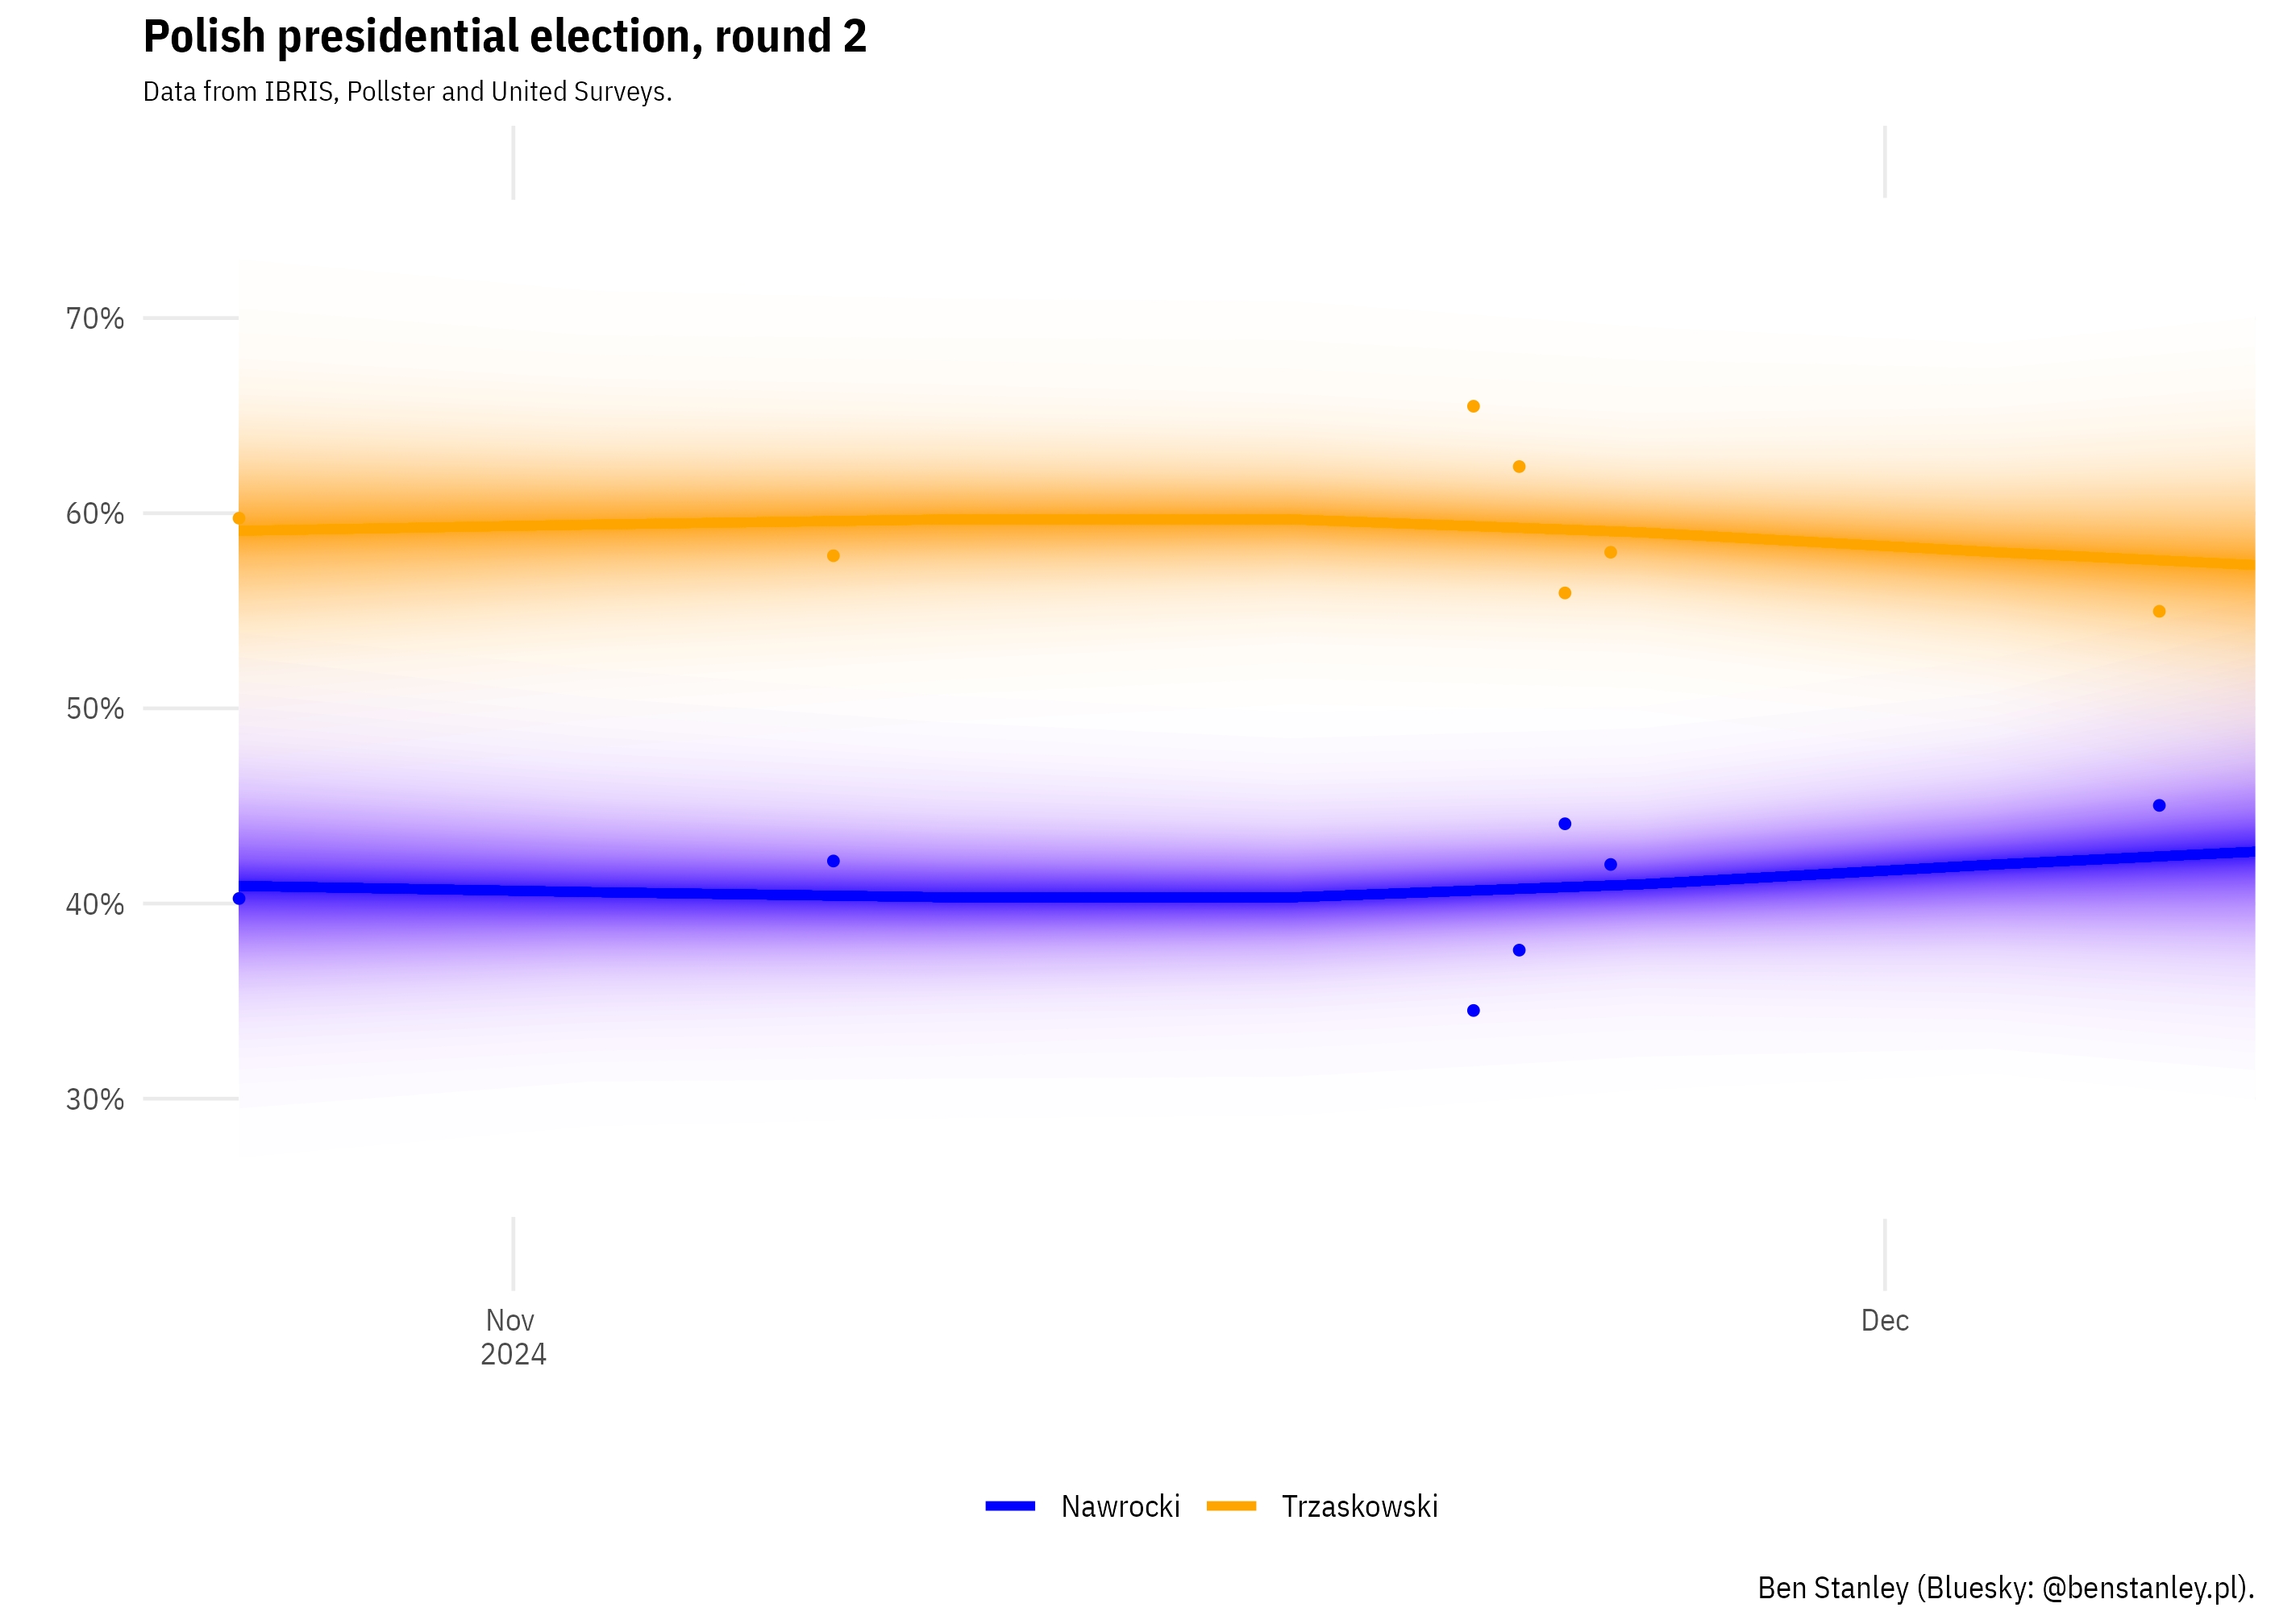 Polish presidential election, round 2
Data from IBRIS, Pollster and United Surveys.
70%
60%
50%
40%
30%
Nov
2024
Dec
Nawrocki
Trzaskowski
Ben Stanley (Bluesky: @benstanley.pl).